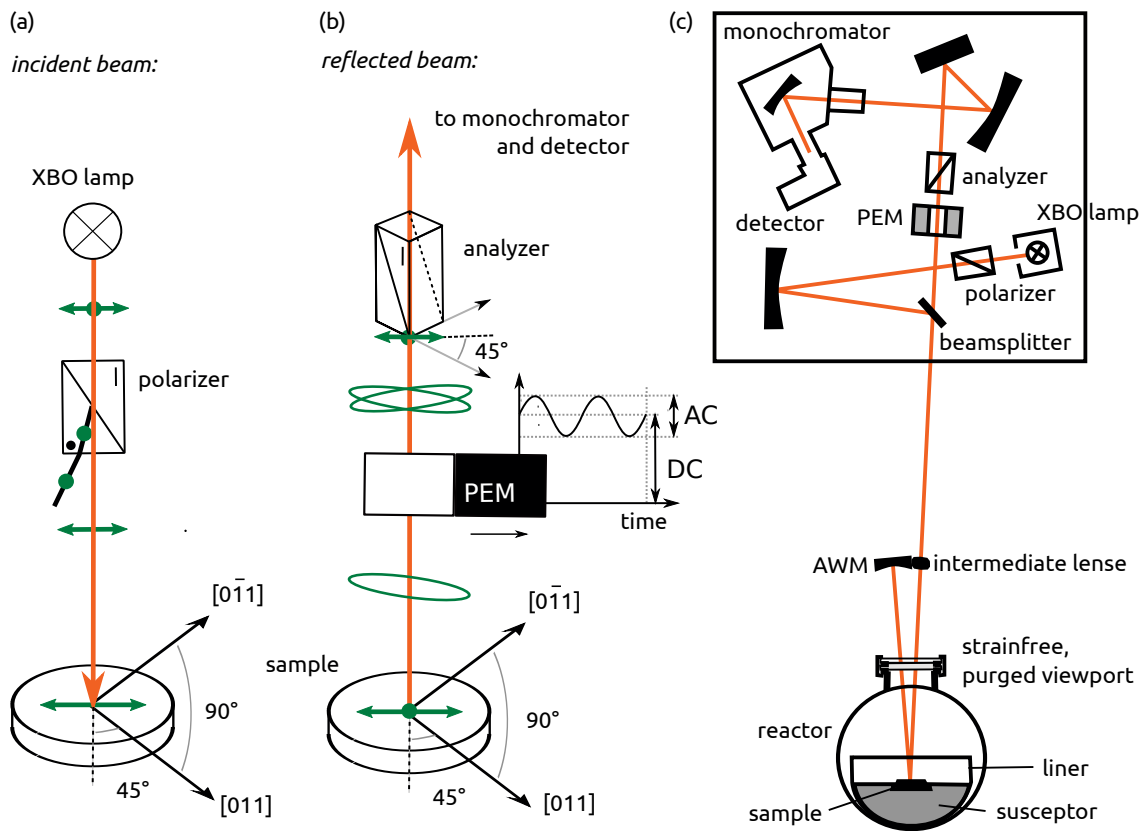 (a)
incident beam:
XBO lamp
polarizer
[01̄1]
90°
45°
[011]
(b)
reflected beam:
to monochromator
and detector
analyzer
45°
AC
DC
PEM
time
[01̄1]
sample
90°
45°
[011]
(c)
monochromator
analyzer
PEM
XBO lamp
detector
polarizer
beamsplitter
AWM
intermediate lense
strainfree,
purged viewport
reactor
liner
sample
susceptor